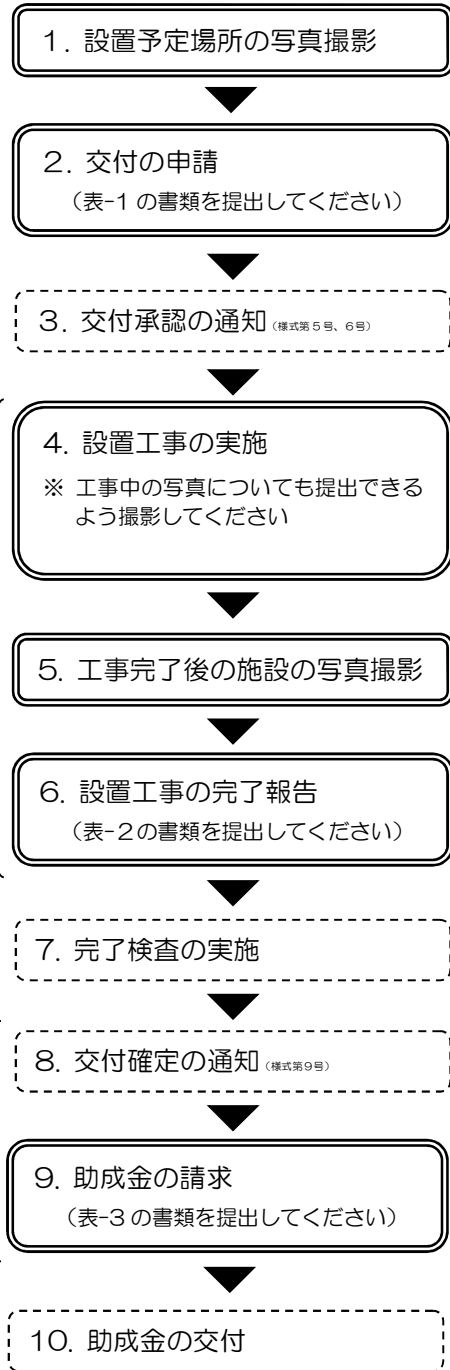 1. 設置予定場所の写真撮影
2. 交付の申請
（表-1 の書類を提出してください）
3. 交付承認の通知（様式第５号、６号）
4. 設置工事の実施
※ 工事中の写真についても提出できる
よう撮影してください
5. 工事完了後の施設の写真撮影
6. 設置工事の完了報告
（表-２の書類を提出してください）
7. 完了検査の実施
8. 交付確定の通知（様式第９号）
9. 助成金の請求
（表-3 の書類を提出してください）
10. 助成金の交付